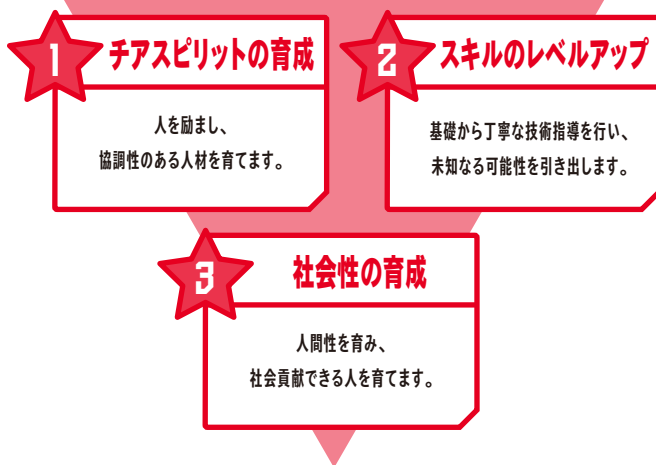 1
チアスピリットの育成
人を励まし、
協調性のある人材を育てます。
2
スキルのレベルアップ
基礎から丁寧な技術指導を行い、
未知なる可能性を引き出します。
3
社会性の育成
人間性を育み、
社会貢献できる人を育てます。